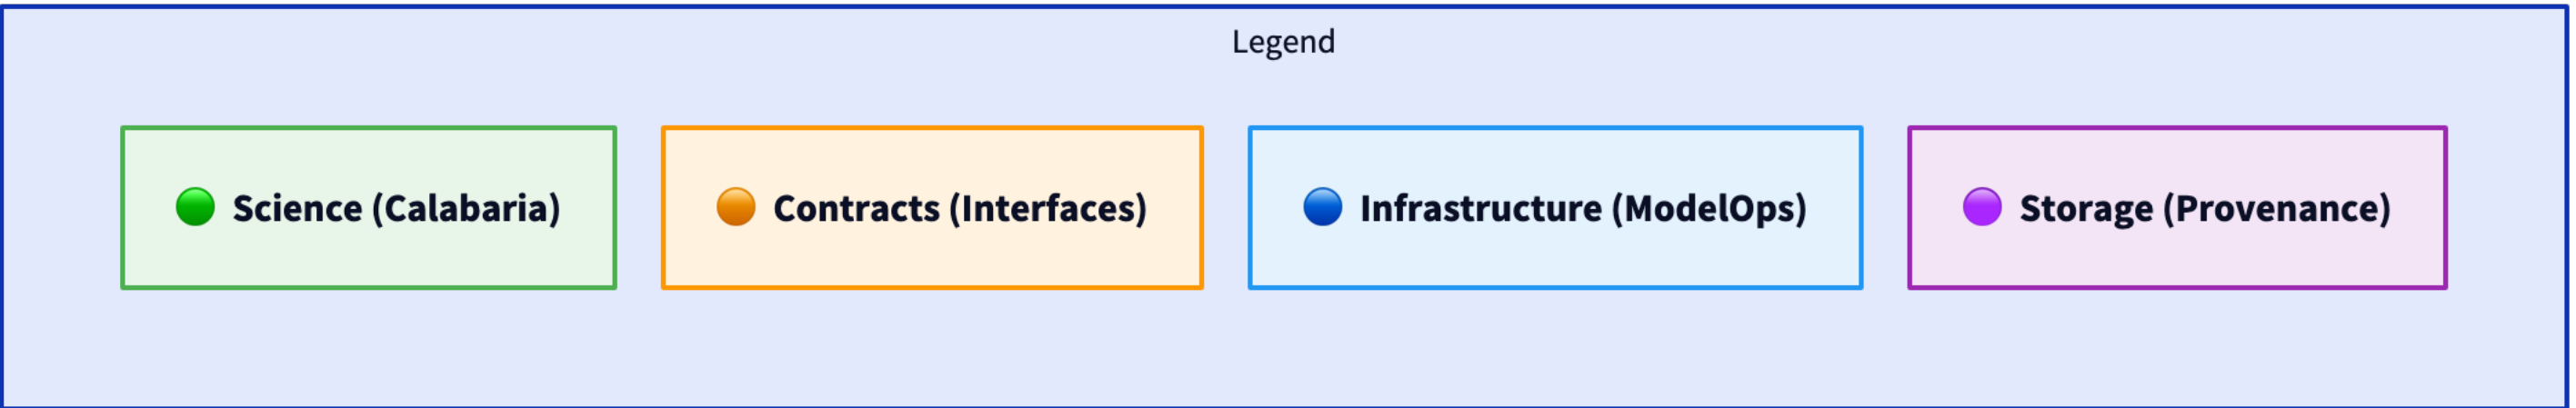 Legend
Science (Calabaria)
Contracts (Interfaces)
Infrastructure (ModelOps)
Storage (Provenance)